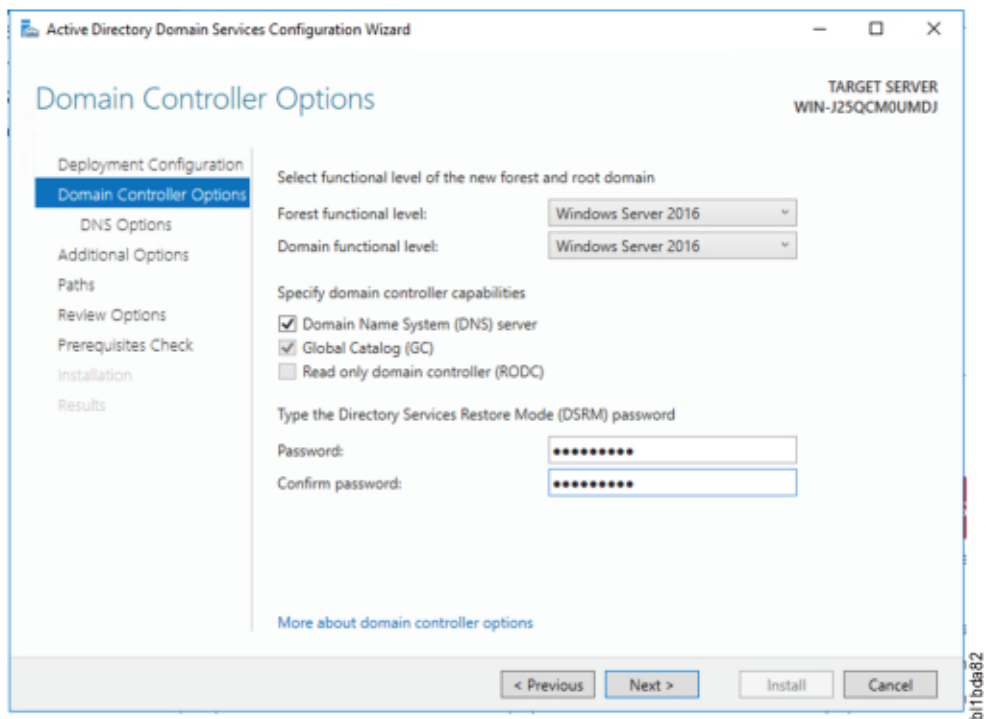 Active Directory Domain Services Configuration Wizard
Domain Controller Options
TARGET SERVER
WIN-J25QCM0UMDJ
Deployment Configuration
Domain Controller Options
DNS Options
Additional Options
Paths
Review Options
Prerequisites Check
Installation
Results
Select functional level of the new forest and root domain
Forest functional level: Windows Server 2016
Domain functional level: Windows Server 2016
Specify domain controller capabilities
Domain Name System (DNS) server
Global Catalog (GC)
Read only domain controller (RODC)
Type the Directory Services Restore Mode (DSRM) password
Password: •••••••••
Confirm password: •••••••••
More about domain controller options
< Previous Next > Install Cancel
bl1bda82